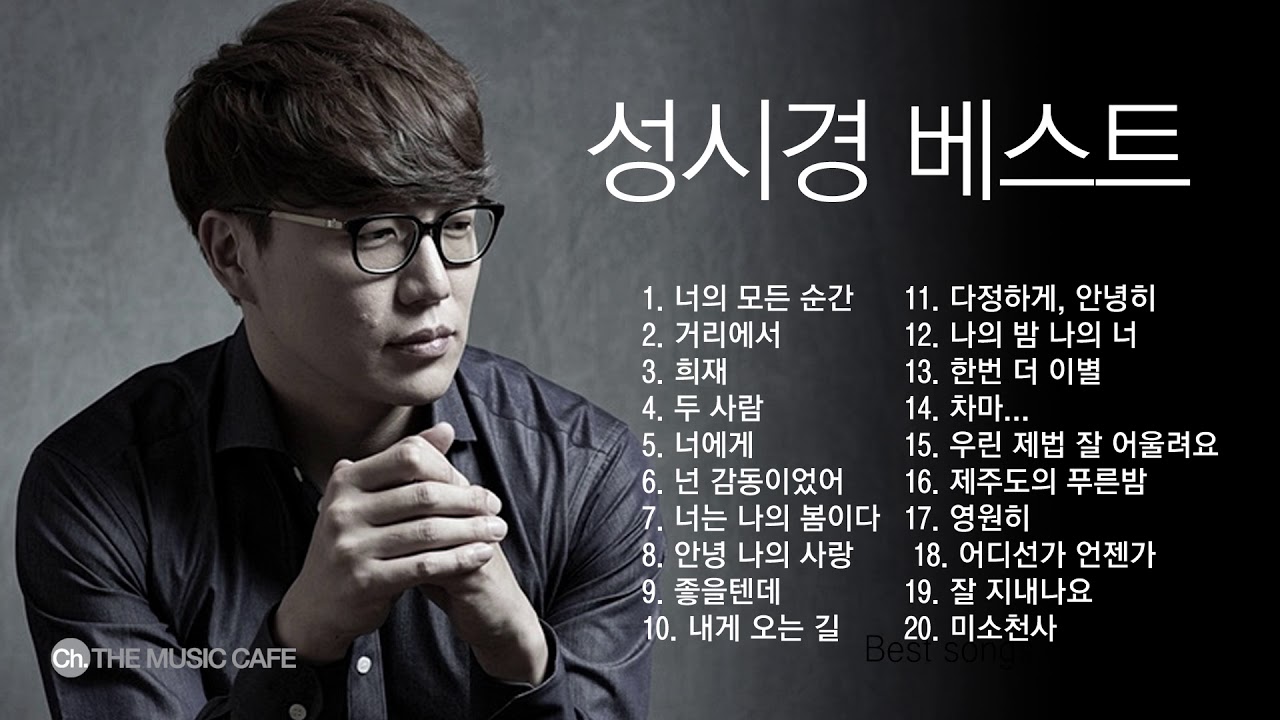 성시경 베스트
1. 너의 모든 순간
2. 거리에서
3. 희재
4. 두 사람
5. 너에게
6. 넌 감동이었어
7. 너는 나의 봄이다
8. 안녕 나의 사랑
9. 좋을텐데
10. 내게 오는 길
11. 다정하게, 안녕히
12. 나의 밤 나의 너
13. 한번 더 이별
14. 차마...
15. 우린 제법 잘 어울려요
16. 제주도의 푸른밤
17. 영원히
18. 어디선가 언젠가
19. 잘 지내나요
20. 미소천사
Best songs
Ch. THE MUSIC CAFE